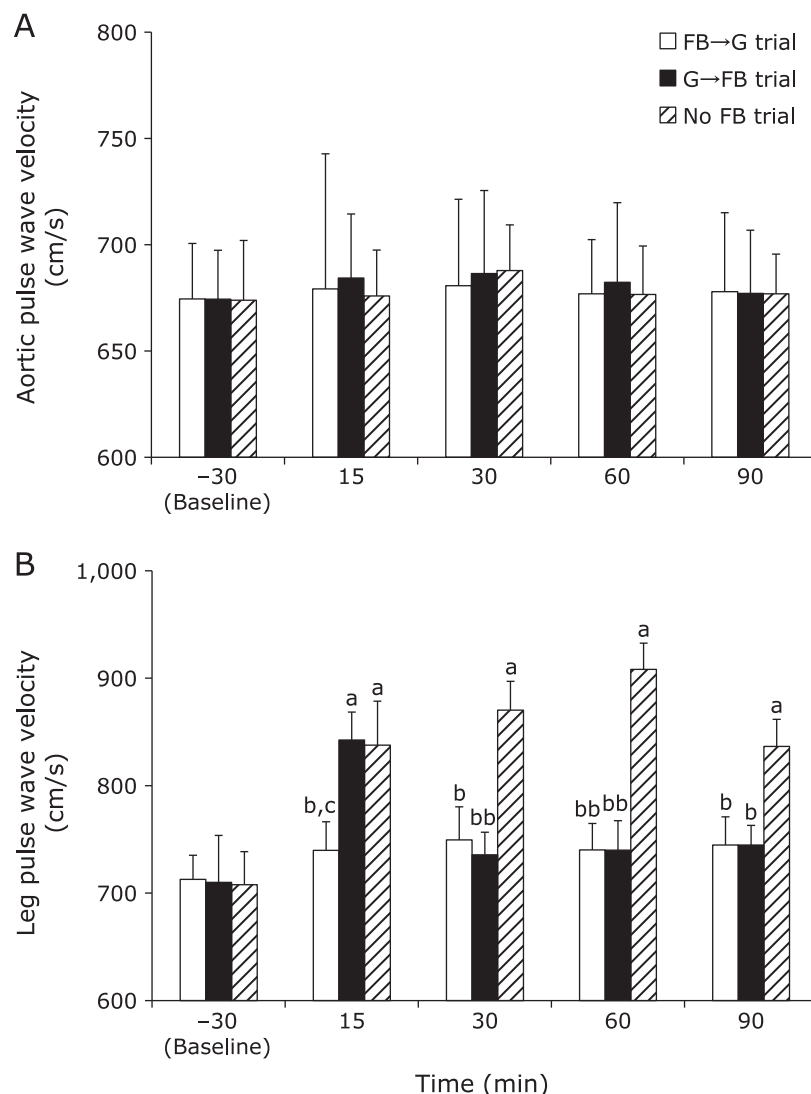 A
800
750
700
650
600
Aortic pulse wave velocity
(cm/s)
FB→G trial
G→FB trial
No FB trial
–30 15 30 60 90
(Baseline)
B
1,000
900
800
700
600
Leg pulse wave velocity
(cm/s)
b,c a a
b bb a
bb bb a
b b a
–30 15 30 60 90
(Baseline)
Time (min)